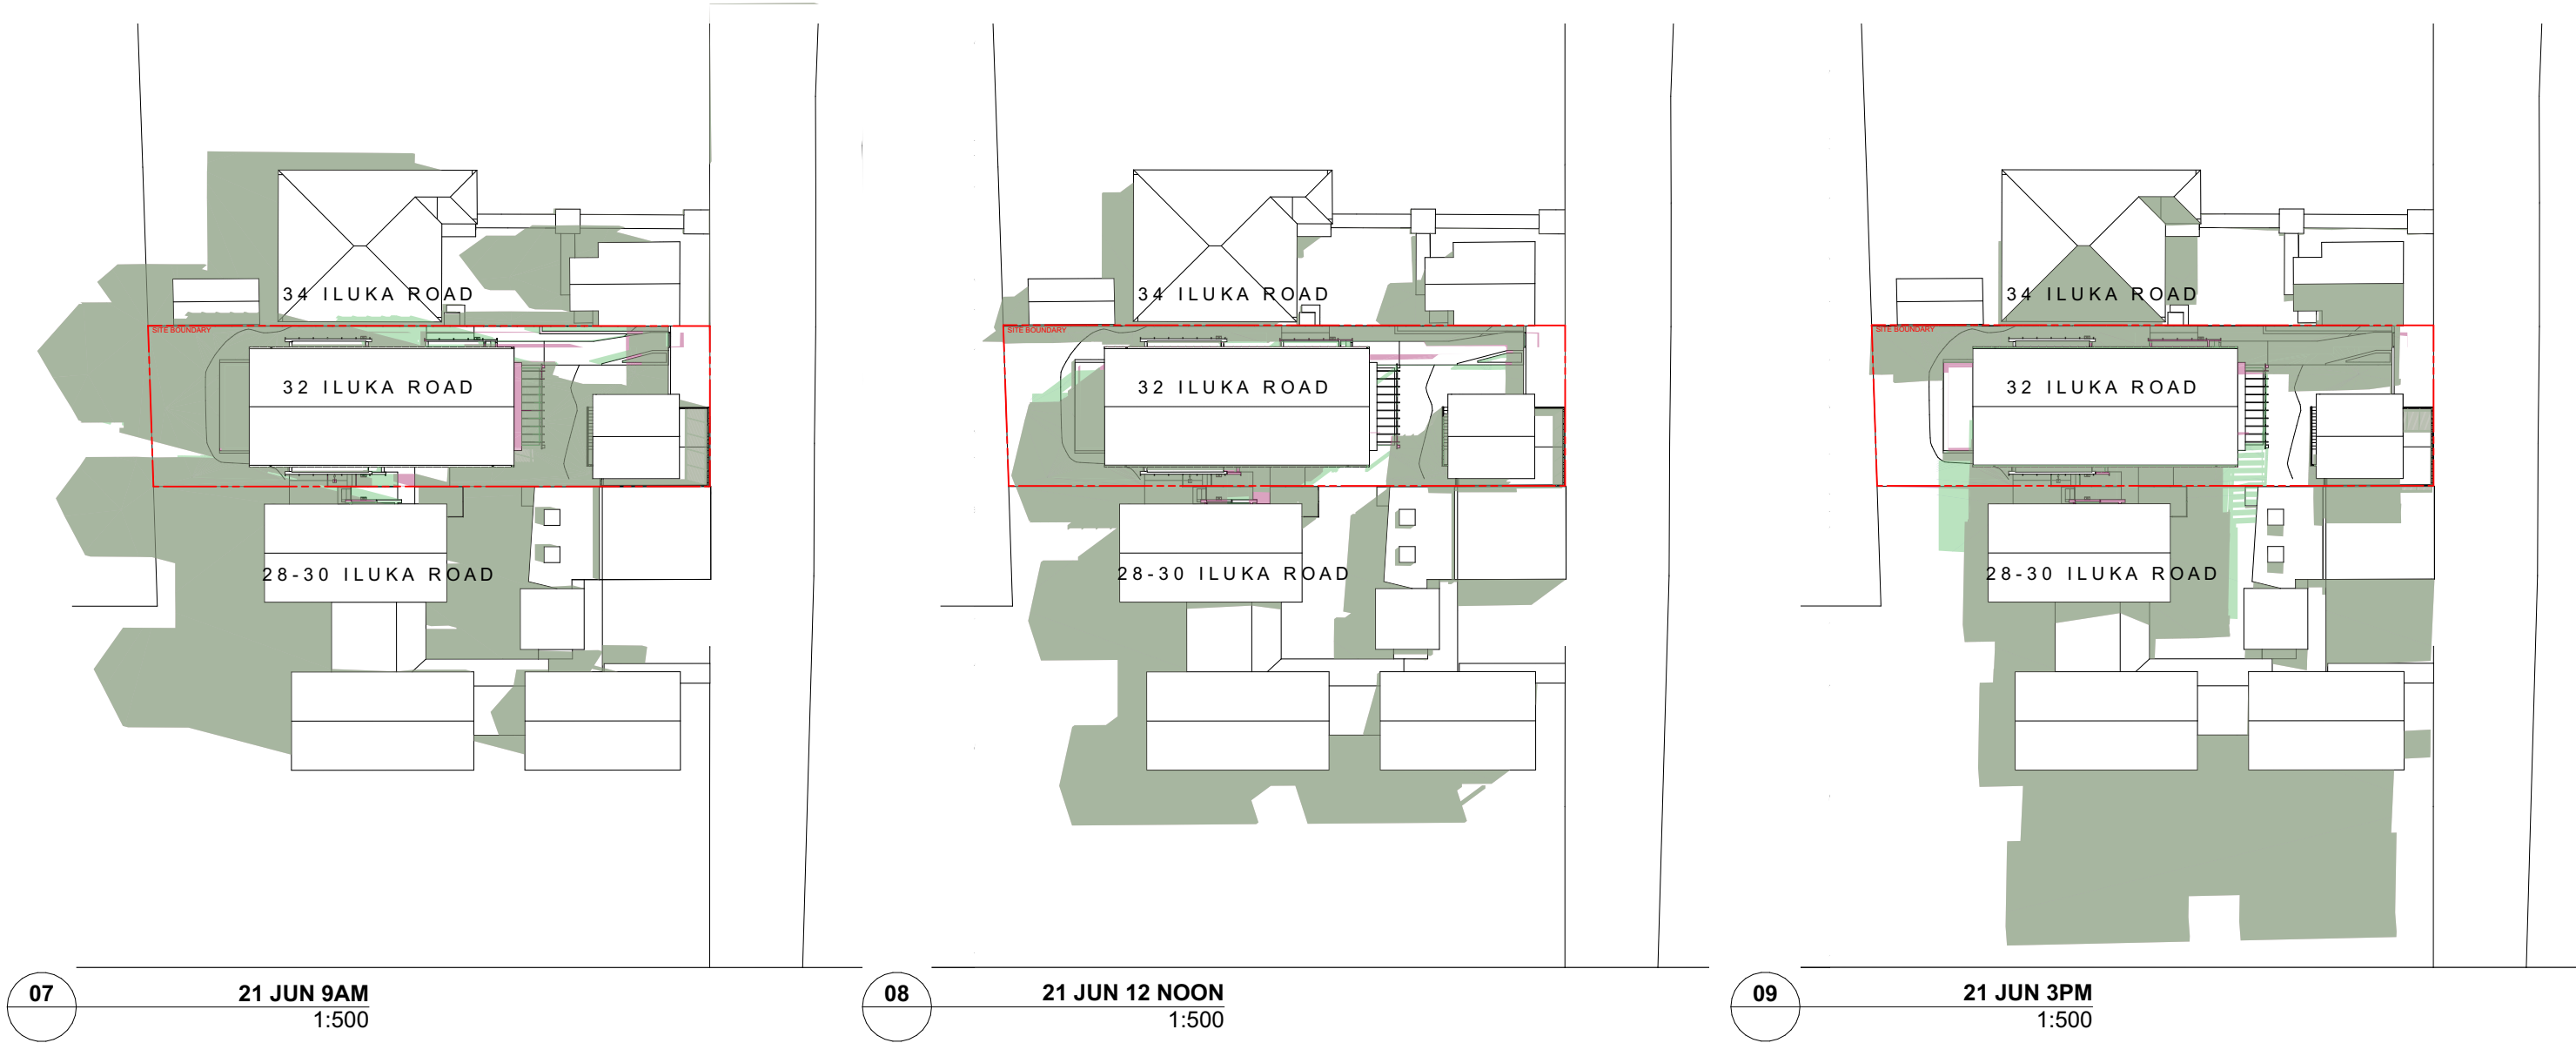 34 ILUKA ROAD
SITE BOUNDARY
32 ILUKA ROAD
28-30 ILUKA ROAD
07
21 JUN 9AM
1:500
34 ILUKA ROAD
SITE BOUNDARY
32 ILUKA ROAD
28-30 ILUKA ROAD
08
21 JUN 12 NOON
1:500
34 ILUKA ROAD
SITE BOUNDARY
32 ILUKA ROAD
28-30 ILUKA ROAD
09
21 JUN 3PM
1:500